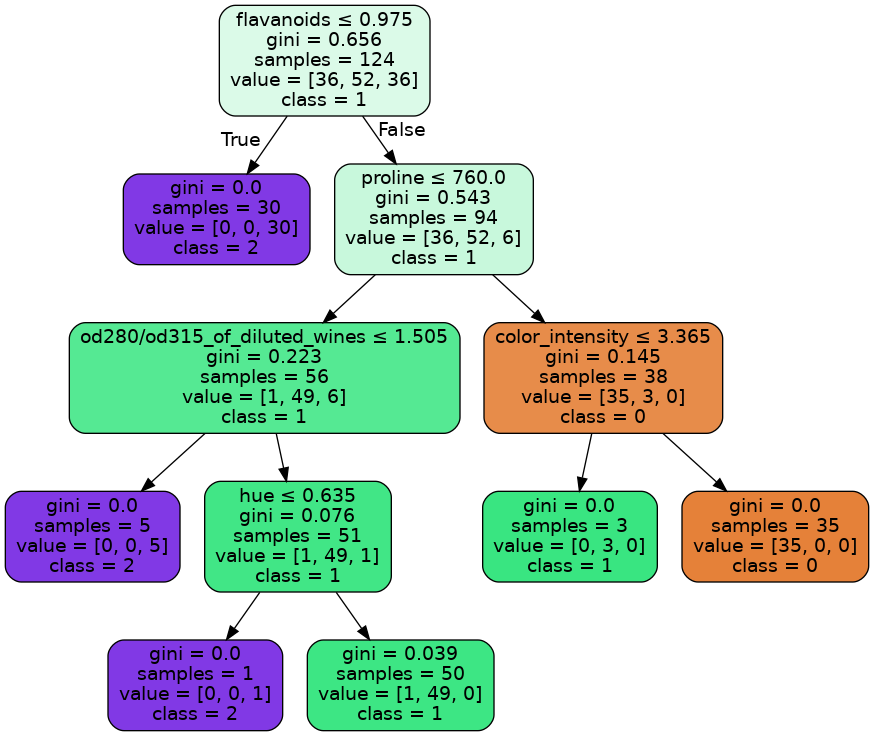 flavanoids ≤ 0.975
gini = 0.656
samples = 124
value = [36, 52, 36]
class = 1
True
False
gini = 0.0
samples = 30
value = [0, 0, 30]
class = 2
proline ≤ 760.0
gini = 0.543
samples = 94
value = [36, 52, 6]
class = 1
od280/od315_of_diluted_wines ≤ 1.505
gini = 0.223
samples = 56
value = [1, 49, 6]
class = 1
color_intensity ≤ 3.365
gini = 0.145
samples = 38
value = [35, 3, 0]
class = 0
gini = 0.0
samples = 5
value = [0, 0, 5]
class = 2
hue ≤ 0.635
gini = 0.076
samples = 51
value = [1, 49, 1]
class = 1
gini = 0.0
samples = 3
value = [0, 3, 0]
class = 1
gini = 0.0
samples = 35
value = [35, 0, 0]
class = 0
gini = 0.0
samples = 1
value = [0, 0, 1]
class = 2
gini = 0.039
samples = 50
value = [1, 49, 0]
class = 1